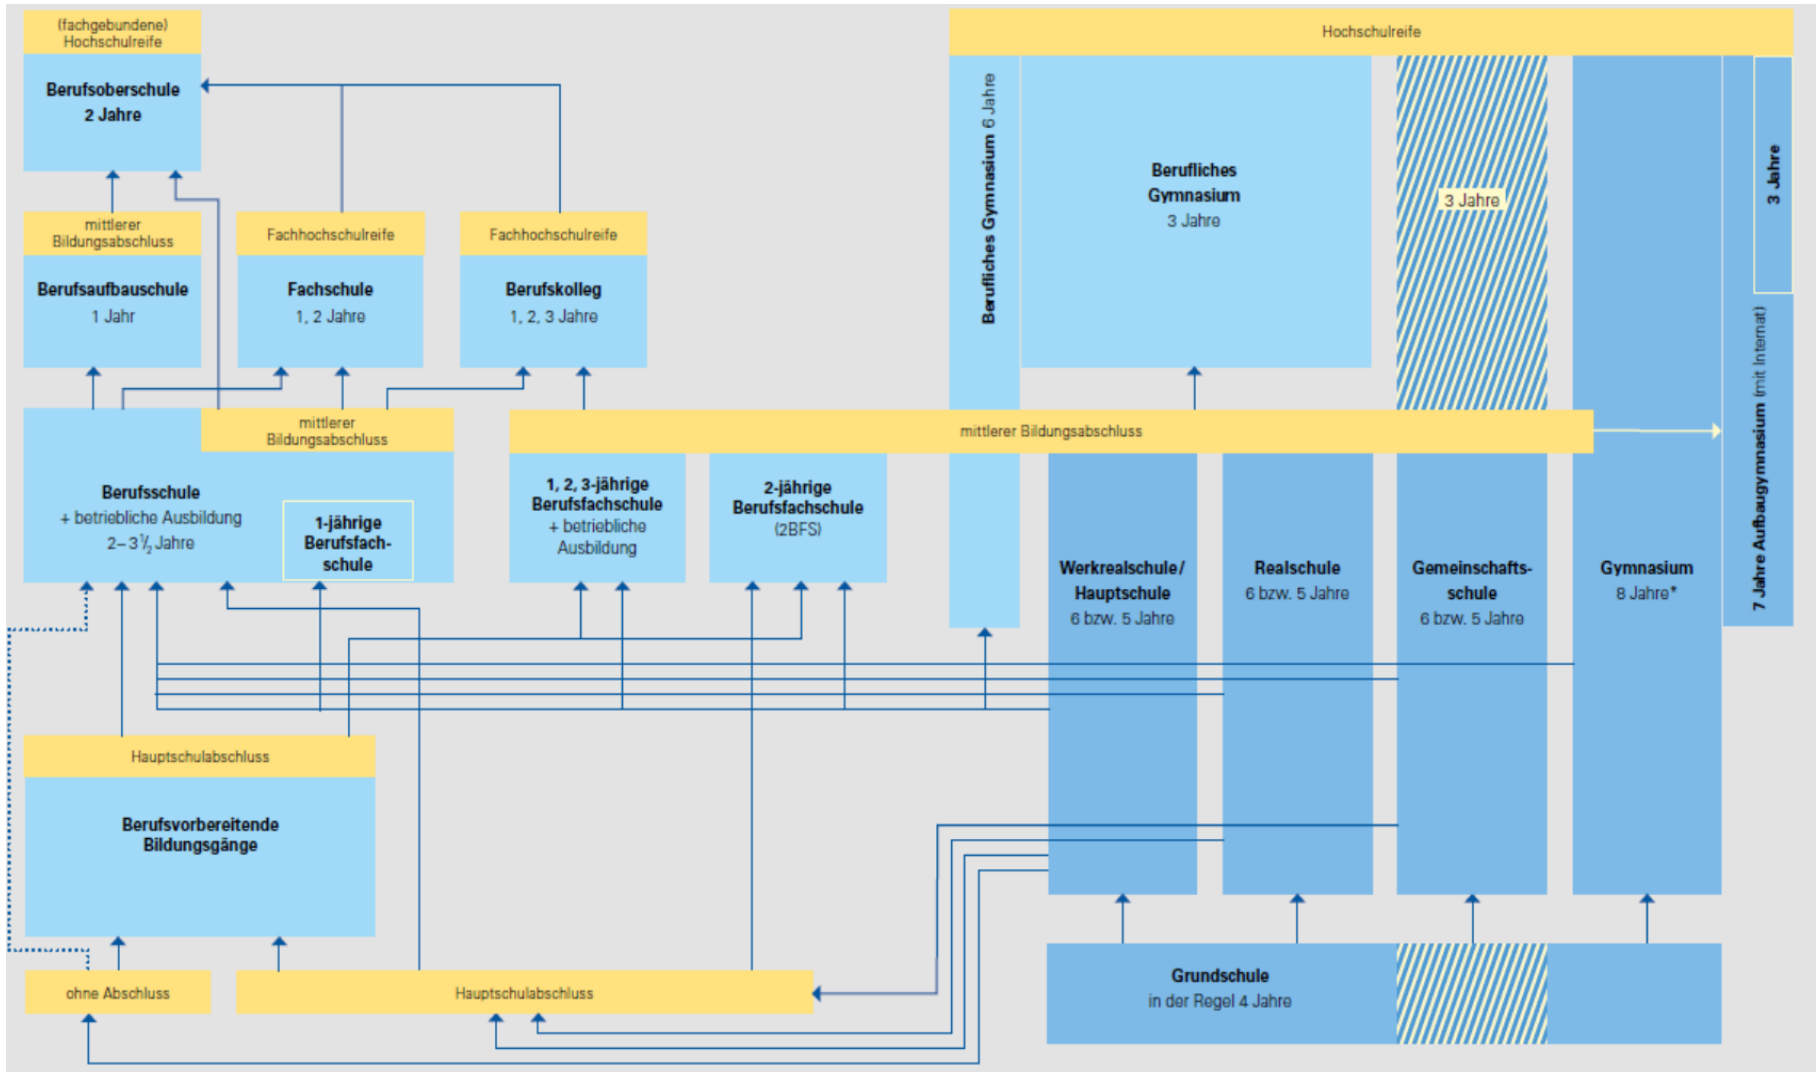 (fachgebundene)
Hochschulreife
Berufsoberschule
2 Jahre
mittlerer
Bildungsabschluss
Berufsaufbauschule
1 Jahr
Fachhochschulreife
Fachschule
1, 2 Jahre
Fachhochschulreife
Berufskolleg
1, 2, 3 Jahre
mittlerer
Bildungsabschluss
Berufsschule
+ betriebliche Ausbildung
2–3 1/2 Jahre
1-jährige
Berufsfach-
schule
Hochschulreife
Berufliches Gymnasium 6 Jahre
Berufliches
Gymnasium
3 Jahre
3 Jahre
3 Jahre
7 Jahre Aufbaugymnasium (mit Internat)
mittlerer Bildungsabschluss
1, 2, 3-jährige
Berufsfachschule
+ betriebliche
Ausbildung
2-jährige
Berufsfachschule
(2BFS)
Werkrealschule/
Hauptschule
6 bzw. 5 Jahre
Realschule
6 bzw. 5 Jahre
Gemeinschafts-
schule
6 bzw. 5 Jahre
Gymnasium
8 Jahre*
Hauptschulabschluss
Berufsvorbereitende
Bildungsgänge
ohne Abschluss
Hauptschulabschluss
Grundschule
in der Regel 4 Jahre